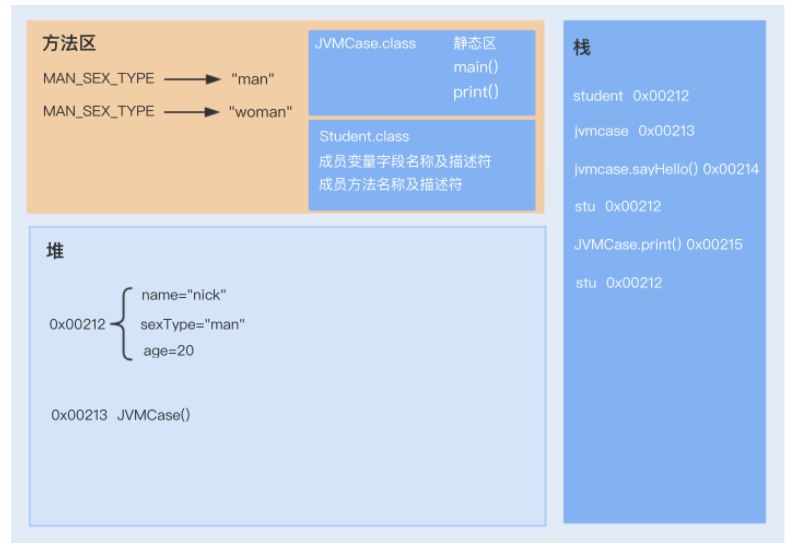 方法区
MAN_SEX_TYPE "man"
MAN_SEX_TYPE "woman"
JVMCase.class 静态区
main()
print()
Student.class
成员变量字段名称及描述符
成员方法名称及描述符
堆
name="nick"
0x00212 sexType="man"
age=20
0x00213 JVMCase()
栈
student 0x00212
jvmcase 0x00213
jvmcase.sayHello() 0x00214
stu 0x00212
JVMCase.print() 0x00215
stu 0x00212